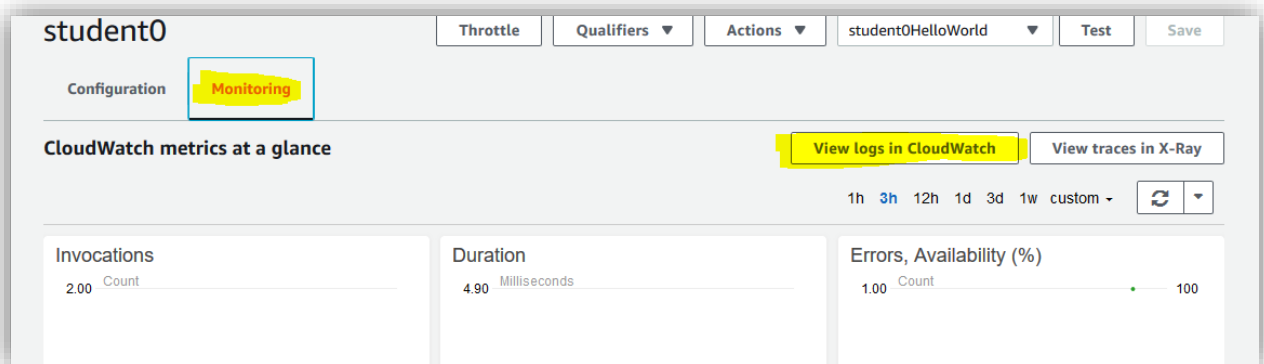 student0
Throttle
Qualifiers
Actions
student0HelloWorld
Test
Save
Configuration
Monitoring
CloudWatch metrics at a glance
View logs in CloudWatch
View traces in X-Ray
1h 3h 12h 1d 3d 1w custom
Invocations
2.00 Count
Duration
4.90 Milliseconds
Errors, Availability (%)
1.00 Count 100